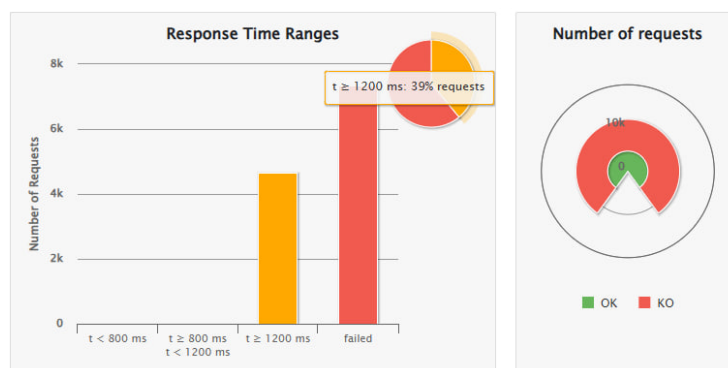 Response Time Ranges
8k
t ≥ 1200 ms: 39% requests
6k
4k
2k
0
Number of Requests
t < 800 ms
t ≥ 800 ms
t < 1200 ms
t ≥ 1200 ms
failed
Number of requests
10k
0
OK
KO